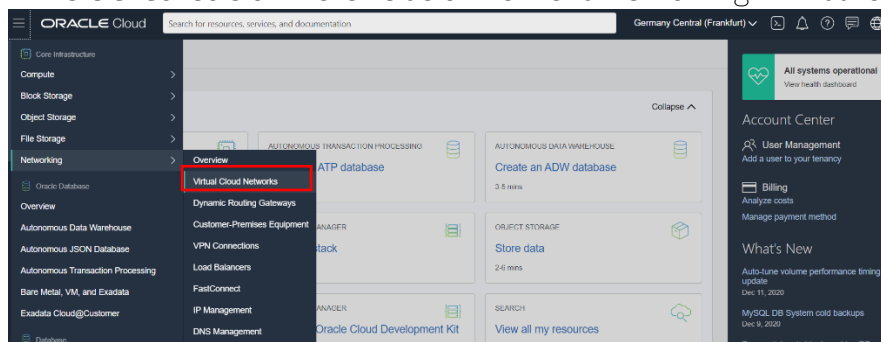 ORACLE Cloud
Search for resources, services, and documentation
Germany Central (Frankfurt)
Core Infrastructure
Compute
Block Storage
Object Storage
File Storage
Networking
Oracle Database
Overview
Autonomous Data Warehouse
Autonomous JSON Database
Autonomous Transaction Processing
Bare Metal, VM, and Exadata
Exadata Cloud@Customer
Database
Overview
Virtual Cloud Networks
Dynamic Routing Gateways
Customer-Premises Equipment
VPN Connections
Load Balancers
FastConnect
IP Management
DNS Management
Collapse
AUTONOMOUS TRANSACTION PROCESSING
ATP database
AUTONOMOUS DATA WAREHOUSE
Create an ADW database
3-5 mins
ANAGER
stack
OBJECT STORAGE
Store data
2-6 mins
ANAGER
Oracle Cloud Development Kit
SEARCH
View all my resources
All systems operational
View health dashboard
Account Center
User Management
Add a user to your tenancy
Billing
Analyze costs
Manage payment method
What's New
Auto-tune volume performance timing
update
Dec 11, 2020
MySQL DB System cold backups
Dec 9, 2020